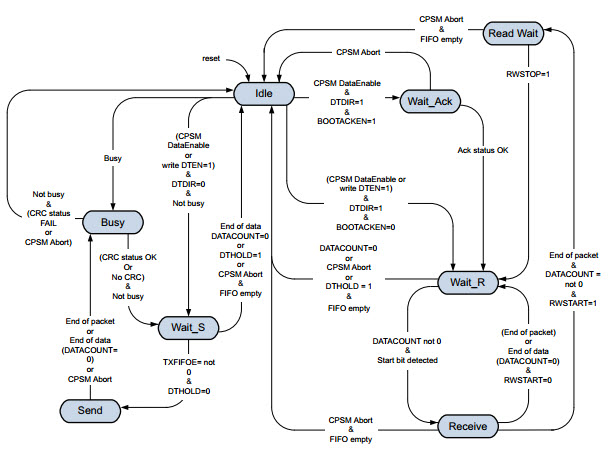 CPSM Abort
&
FIFO empty
Read Wait
reset
CPSM Abort
RWSTOP=1
Idle
CPSM DataEnable
&
DTDIR=1
&
BOOTACKEN=1
Wait_Ack
Ack status OK
Busy
(CPSM
DataEnable
or
write DTEN=1)
&
DTDIR=0
&
Not busy
(CPSM DataEnable or
write DTEN=1)
&
DTDIR=1
&
BOOTACKEN=0
Not busy
&
(CRC status
FAIL
or
CPSM Abort)
Busy
End of data
DATACOUNT=0
or
DTHOLD=1
or
CPSM Abort
&
FIFO empty
DATACOUNT=0
or
CPSM Abort
or
DTHOLD = 1
&
FIFO empty
End of packet
&
DATACOUNT =
not 0
&
RWSTART=1
(CRC status OK
Or
No CRC)
&
Not busy
Wait_R
Wait_S
End of packet
or
End of data
(DATACOUNT=
0)
or
CPSM Abort
TXFIFOE= not
0
&
DTHOLD=0
DATACOUNT not 0
&
Start bit detected
(End of packet)
or
End of data
(DATACOUNT=0)
&
RWSTART=0
Send
CPSM Abort
&
FIFO empty
Receive